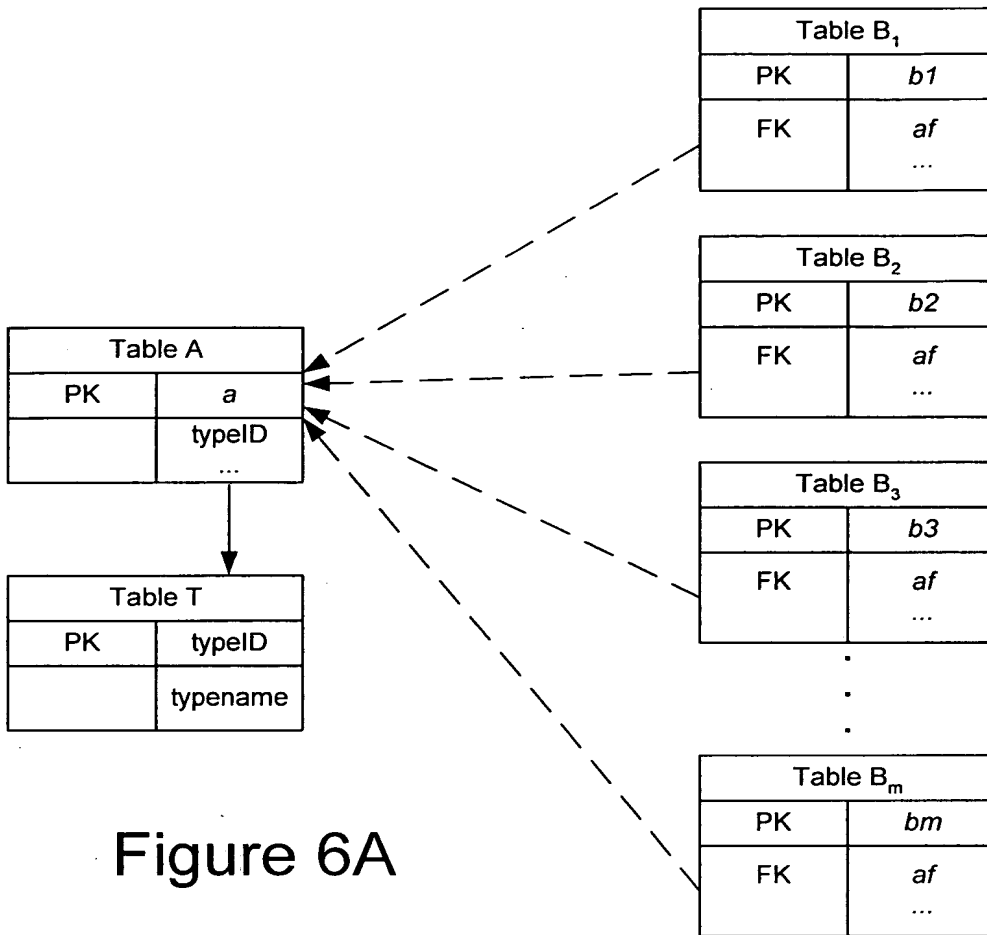 Table B1
PK b1
FK af
...
Table B2
PK b2
FK af
...
Table A
PK a
typeID
...
Table B3
PK b3
FK af
...
Table T
PK typeID
typename
Table Bm
PK bm
FK af
...
Figure 6A